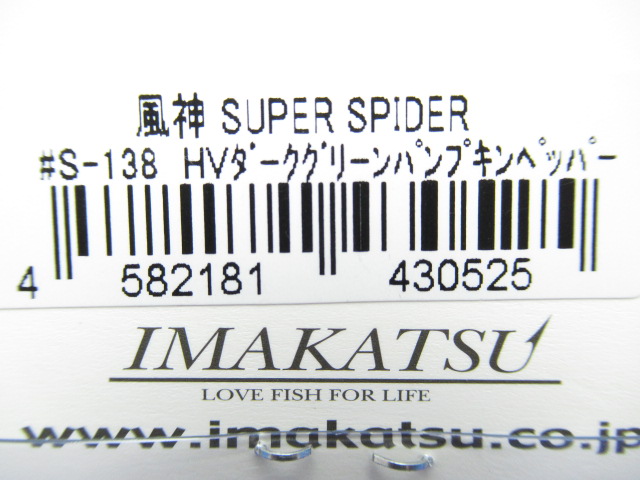 風神 SUPER SPIDER
#S-138 HVﾀﾞｰｸｸﾞﾘｰﾝﾊﾟﾝﾌﾟｷﾝﾍﾟｯﾊﾟｰ
4 582181 430525
IMAKATSU
LOVE FISH FOR LIFE
www.imakatsu.co.jp